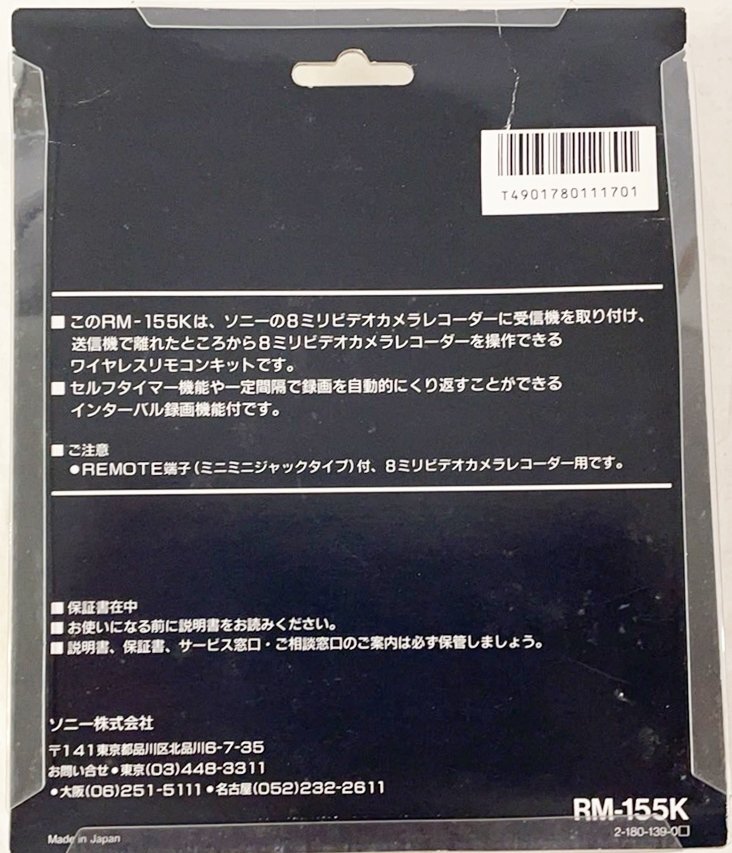 T4901780111701
■ このRM-155Kは、ソニーの8ミリビデオカメラレコーダーに受信機を取り付け、
送信機で離れたところから8ミリビデオカメラレコーダーを操作できる
ワイヤレスリモコンキットです。
■ セルフタイマー機能や一定間隔で録画を自動的にくり返すことができる
インターバル録画機能付です。
■ ご注意
●REMOTE端子(ミニミニジャックタイプ)付、8ミリビデオカメラレコーダー用です。
■ 保証書在中
■ お使いになる前に説明書をお読みください。
■ 説明書、保証書、サービス窓口・ご相談窓口のご案内は必ず保管しましょう。
ソニー株式会社
〒141東京都品川区北品川6-7-35
お問い合せ●東京(03)448-3311
●大阪(06)251-5111●名古屋(052)232-2611
RM-155K
2-180-139-0□
Made in Japan